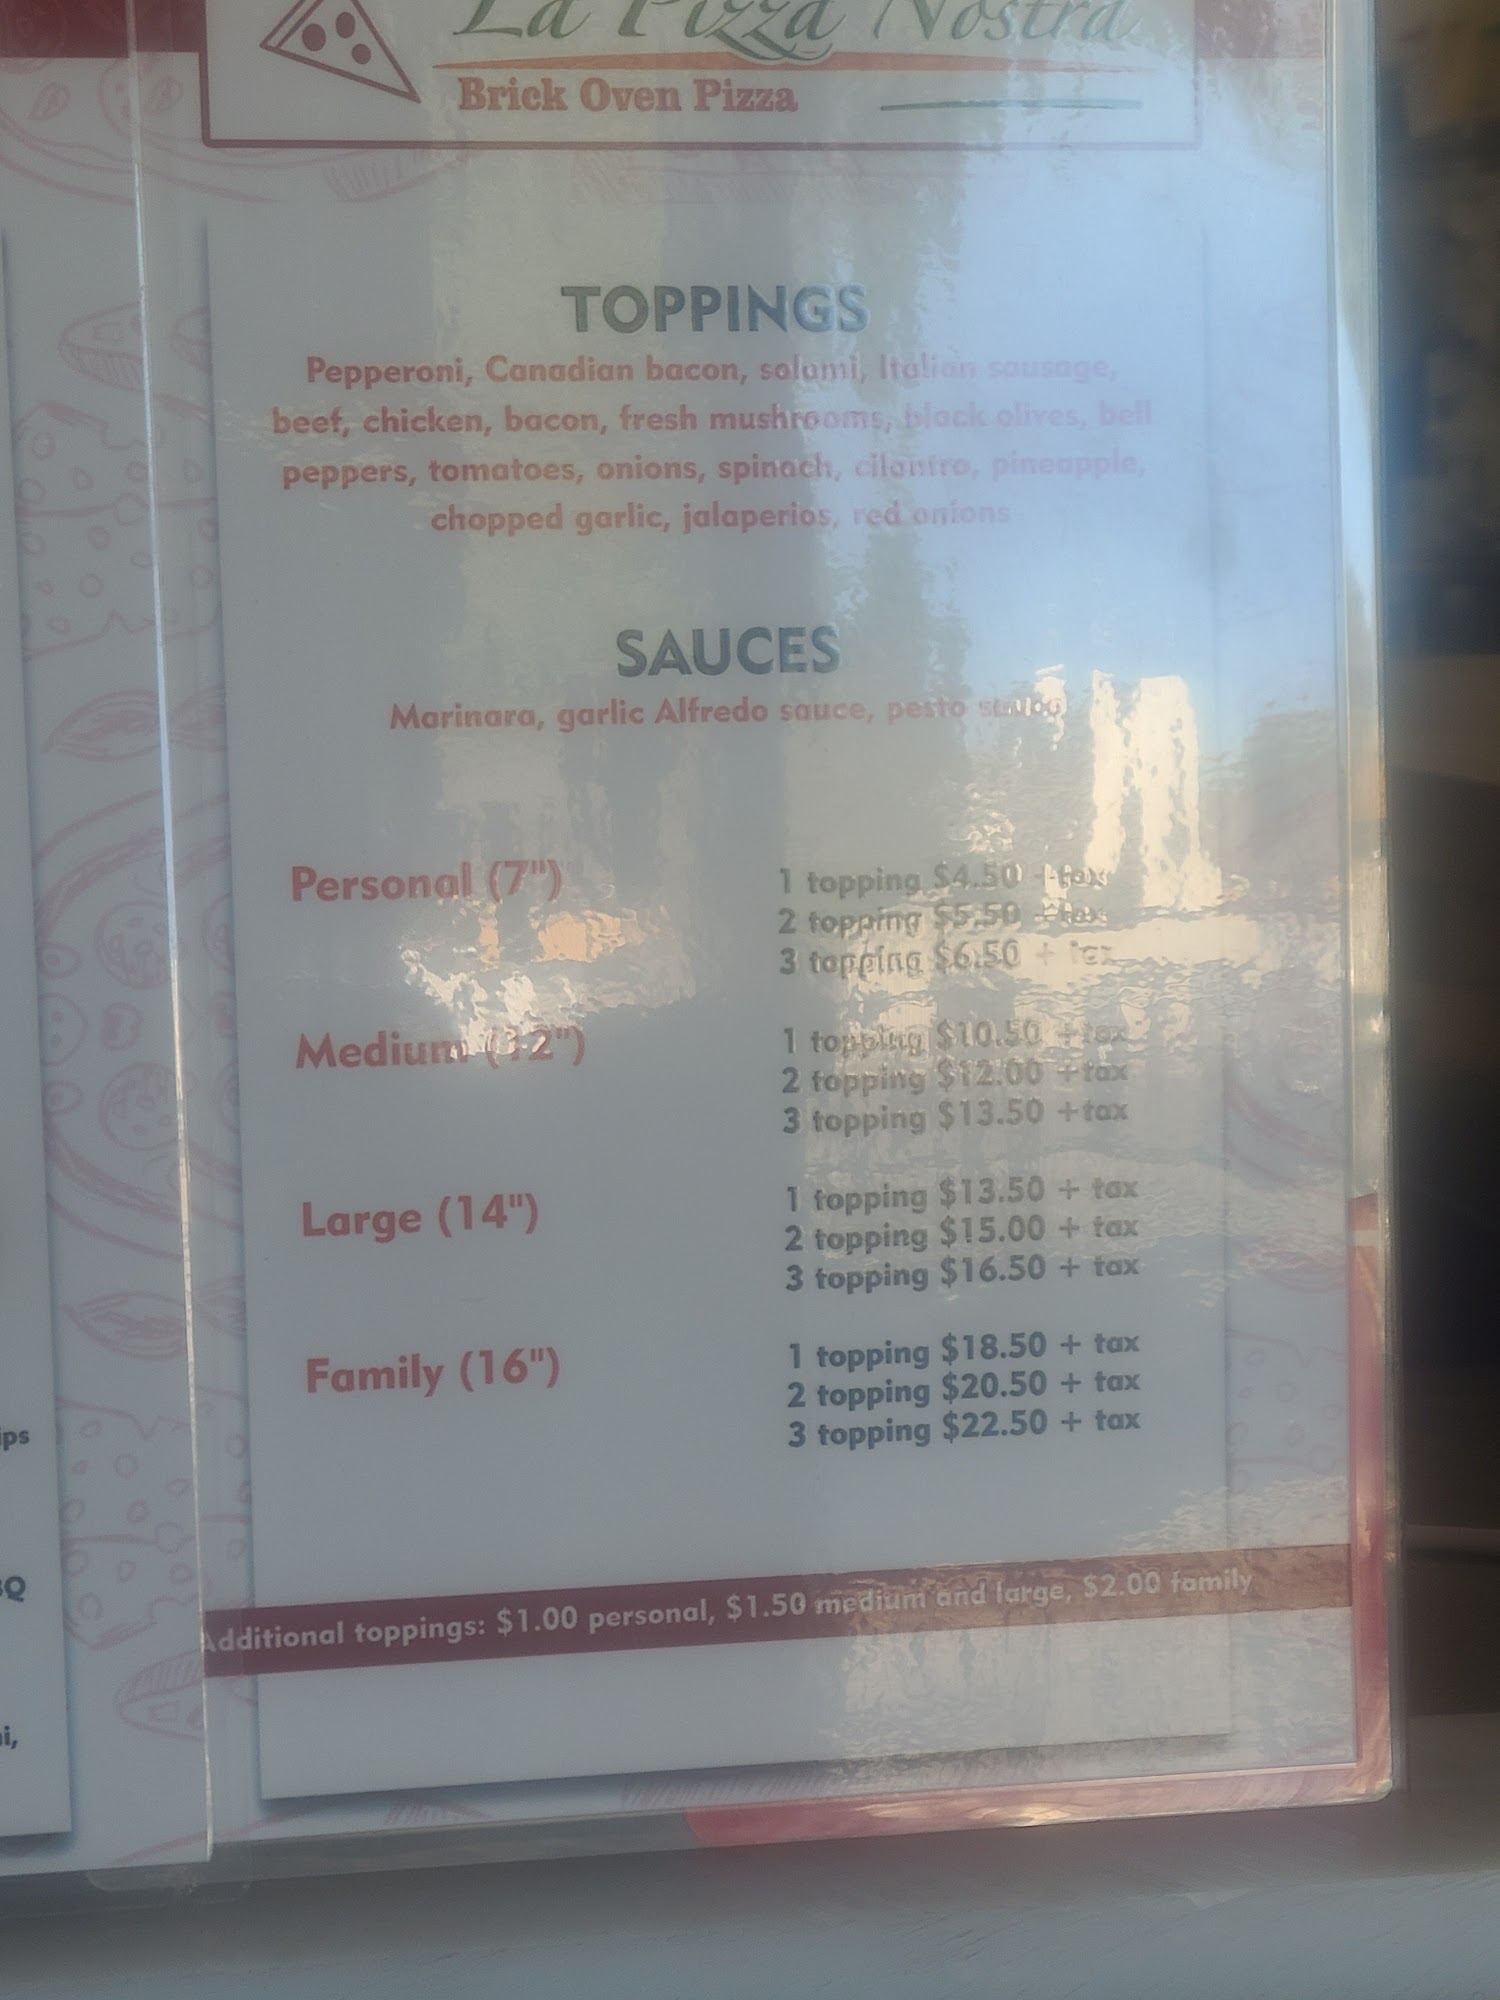 La Pizza Nostra
Brick Oven Pizza
TOPPINGS
Pepperoni, Canadian bacon, salami, Italian sausage,
beef, chicken, bacon, fresh mushrooms, black olives, bell
peppers, tomatoes, onions, spinach, cilantro, pineapple,
chopped garlic, jalaperios, red onions
SAUCES
Marinara, garlic Alfredo sauce, pesto sauce
Personal (7")
1 topping $4.50 + tax
2 topping $5.50 + tax
3 topping $6.50 + tax
Medium (12")
1 topping $10.50 +tax
2 topping $12.00 +tax
3 topping $13.50 +tax
Large (14")
1 topping $13.50 + tax
2 topping $15.00 + tax
3 topping $16.50 + tax
Family (16")
1 topping $18.50 + tax
2 topping $20.50 + tax
3 topping $22.50 + tax
Additional toppings: $1.00 personal, $1.50 medium and large, $2.00 family